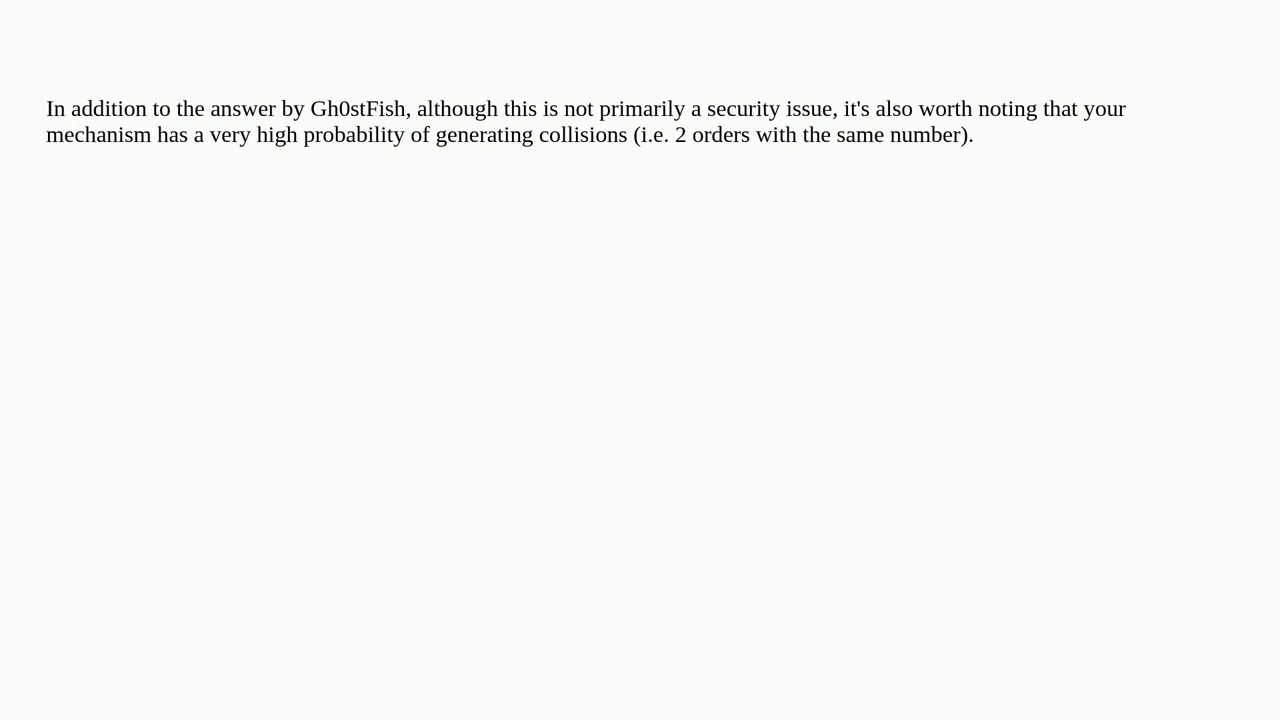 In addition to the answer by Gh0stFish, although this is not primarily a security issue, it's also worth noting that your
mechanism has a very high probability of generating collisions (i.e. 2 orders with the same number).